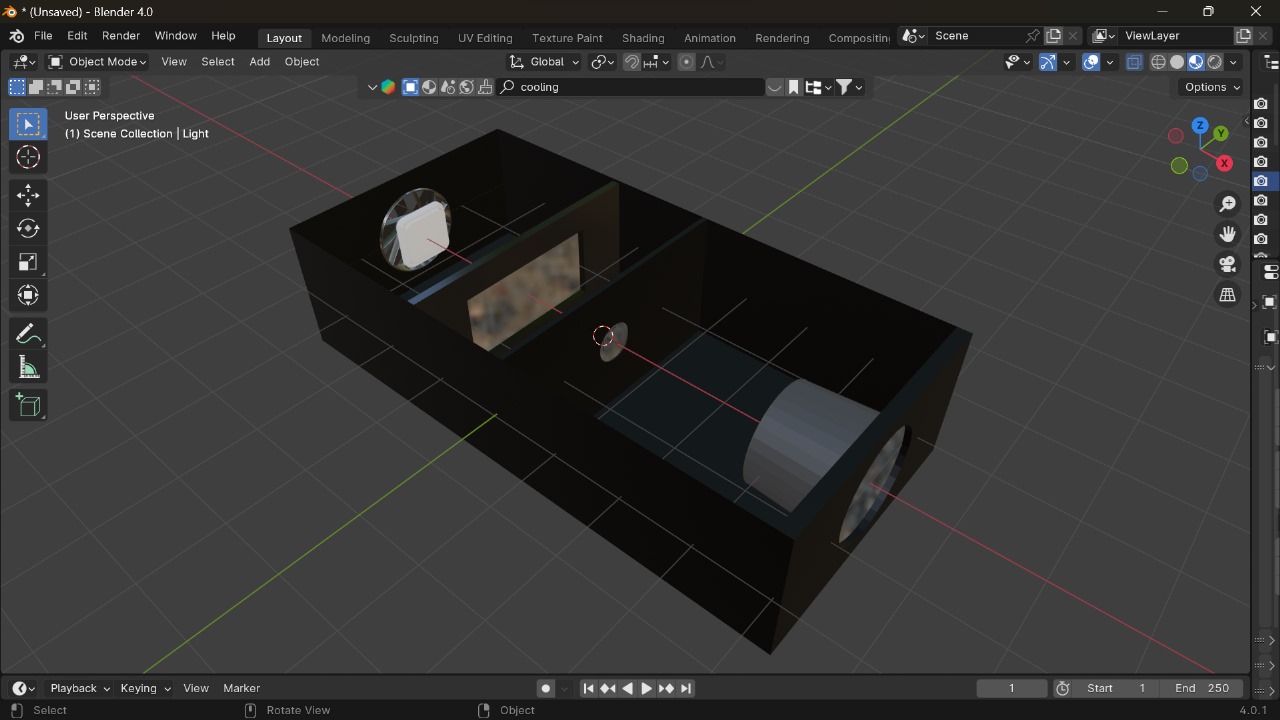 * (Unsaved) - Blender 4.0
File Edit Render Window Help Layout Modeling Sculpting UV Editing Texture Paint Shading Animation Rendering Compositin Scene ViewLayer
Object Mode View Select Add Object Global
cooling Options
User Perspective
(1) Scene Collection | Light
Z
Y
X
Playback Keying View Marker 1 Start 1 End 250
Select Rotate View Object 4.0.1